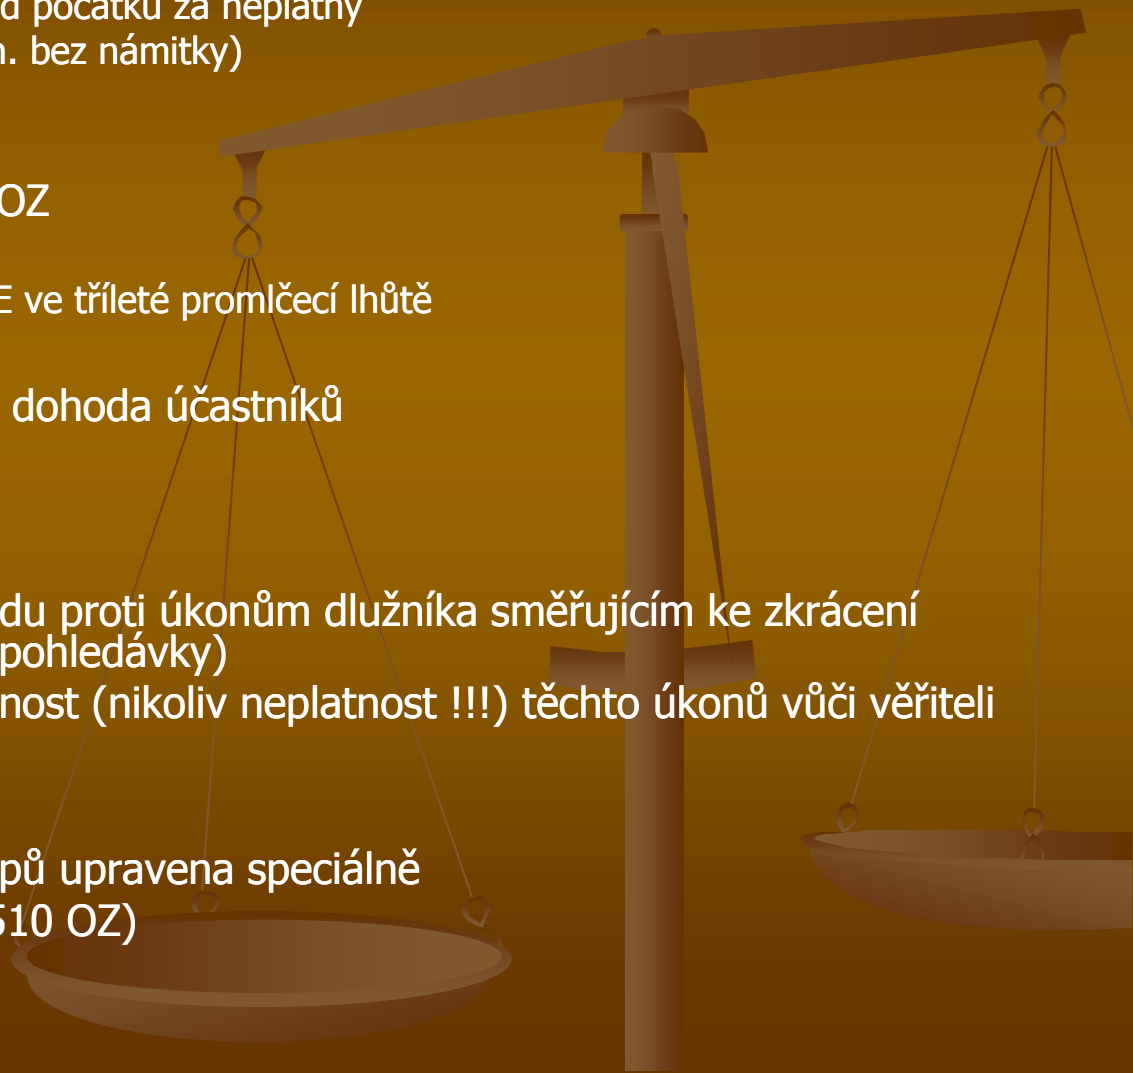 d počátku za neplatný
n. bez námitky)
OZ
E ve tříleté promlčecí lhůtě
dohoda účastníků
du proti úkonům dlužníka směřujícím ke zkrácení
pohledávky)
nost (nikoliv neplatnost !!!) těchto úkonů vůči věřiteli
pů upravena speciálně
510 OZ)